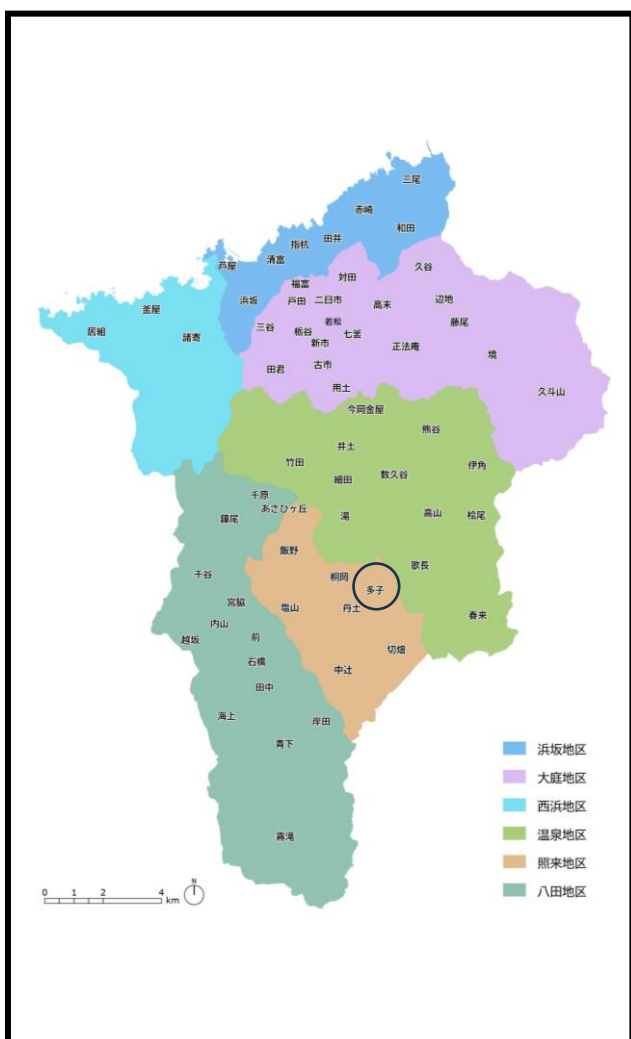 三尾
赤崎
和田
田井
指杭
清富
芦屋
浜坂
久谷
対田
福富
辺地
戸田
二日市
高末
藤尾
若松
三谷
栃谷
七釜
新市
正法庵
境
古市
田君
用土
久斗山
釜屋
居組
諸寄
今岡金屋
熊谷
井土
竹田
伊角
細田
数久谷
湯
高山
桧尾
歌長
春来
千原
あさひヶ丘
鐘尾
飯野
桐岡
多子
千谷
塩山
丹土
宮脇
内山
越坂
前
切畑
石橋
中辻
田中
海上
岸田
青下
霧滝
浜坂地区
大庭地区
西浜地区
温泉地区
照来地区
八田地区
0 1 2 4
km
N